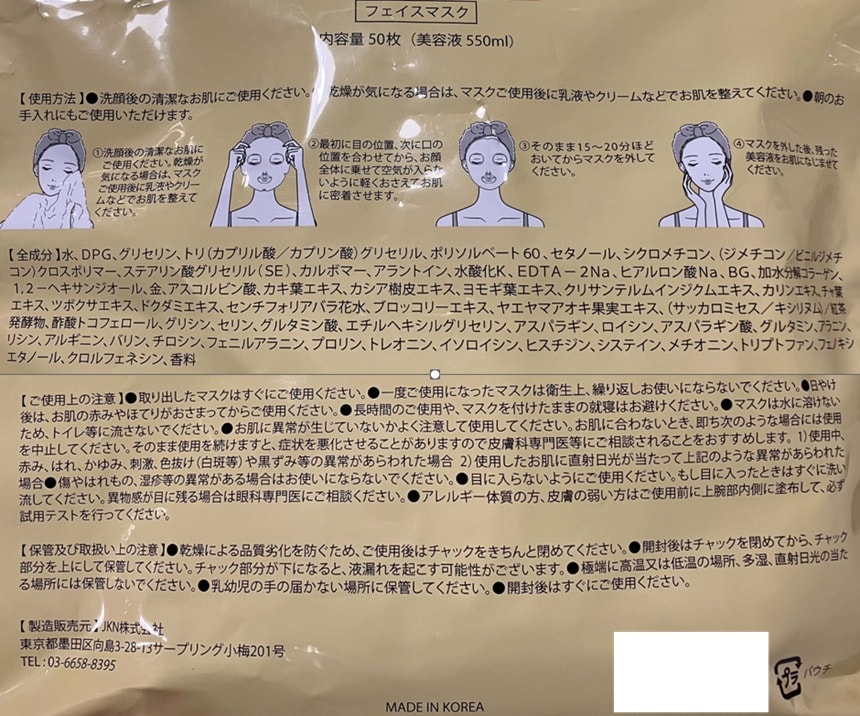 フェイスマスク
内容量 50枚（美容液 550ml）
【使用方法】●洗顔後の清潔なお肌にご使用ください。乾燥が気になる場合は、マスクご使用後に乳液やクリームなどでお肌を整えてください。●朝のお
手入れにもご使用いただけます。
①洗顔後の清潔なお肌に
ご使用ください。乾燥が
気になる場合は、マスク
ご使用後に乳液やクリー
ムなどでお肌を整えて
ください。
②最初に目の位置、次に口の
位置を合わせてから、お顔
全体に乗せて空気が入らな
いように軽くおさえてお肌
に密着させます。
③そのまま15～20分ほど
おいてからマスクを外して
ください。
④マスクを外した後、残った
美容液をお肌になじませて
ください。
【全成分】水、DPG、グリセリン、トリ（カプリル酸／カプリン酸）グリセリル、ポリソルベート60、セタノール、シクロメチコン、（ジメチコン/ビニルジメチ
コン）クロスポリマー、ステアリン酸グリセリル（SE）、カルボマー、アラントイン、水酸化K、EDTA－2Na、ヒアルロン酸Na、BG、加水分解コラーゲン、
1,2－ヘキサンジオール、金、アスコルビン酸、カキ葉エキス、カシア樹皮エキス、ヨモギ葉エキス、クリサンテルムインジクムエキス、カリンエキス、チャ葉
エキス、ツボクサエキス、ドクダミエキス、センチフォリアバラ花水、ブロッコリーエキス、ヤエヤマアオキ果実エキス、（サッカロミセス／キシリヌム）/紅茶
発酵物、酢酸トコフェロール、グリシン、セリン、グルタミン酸、エチルヘキシルグリセリン、アスパラギン、ロイシン、アスパラギン酸、グルタミン、アラニン、
リシン、アルギニン、バリン、チロシン、フェニルアラニン、プロリン、トレオニン、イソロイシン、ヒスチジン、システイン、メチオニン、トリプトファン、フェノキシ
エタノール、クロルフェネシン、香料
【ご使用上の注意】●取り出したマスクはすぐにご使用ください。●一度ご使用になったマスクは衛生上、繰り返しお使いにならないでください。●日やけ
後は、お肌の赤みやほてりがおさまってからご使用ください。●長時間のご使用や、マスクを付けたままの就寝はお避けください。●マスクは水に溶けない
ため、トイレ等に流さないでください。●お肌に異常が生じていないかよく注意して使用してください。お肌に合わないとき、即ち次のような場合には使用
を中止してください。そのまま使用を続けますと、症状を悪化させることがありますので皮膚科専門医等にご相談されることをおすすめします。1)使用中、
赤み、はれ、かゆみ、刺激、色抜け（白斑等）や黒ずみ等の異常があらわれた場合 2)使用したお肌に直射日光が当たって上記のような異常があらわれた
場合●傷やはれもの、湿疹等の異常がある場合はお使いにならないでください。●目に入らないようにご使用ください。もし目に入ったときはすぐに洗い
流してください。異物感が目に残る場合は眼科専門医にご相談ください。●アレルギー体質の方、皮膚の弱い方はご使用前に上腕部内側に塗布して、必ず
試用テストを行ってください。
【保管及び取扱い上の注意】●乾燥による品質劣化を防ぐため、ご使用後はチャックをきちんと閉めてください。●開封後はチャックを閉めてから、チャック
部分を上にして保管してください。チャック部分が下になると、液漏れを起こす可能性がございます。●極端に高温又は低温の場所、多湿、直射日光の当た
る場所には保管しないでください。●乳幼児の手の届かない場所に保管してください。●開封後はすぐにご使用ください。
【製造販売元】JKN株式会社
東京都墨田区向島3-28-13サープリング小梅201号
TEL : 03-6658-8395
プラ パウチ
MADE IN KOREA